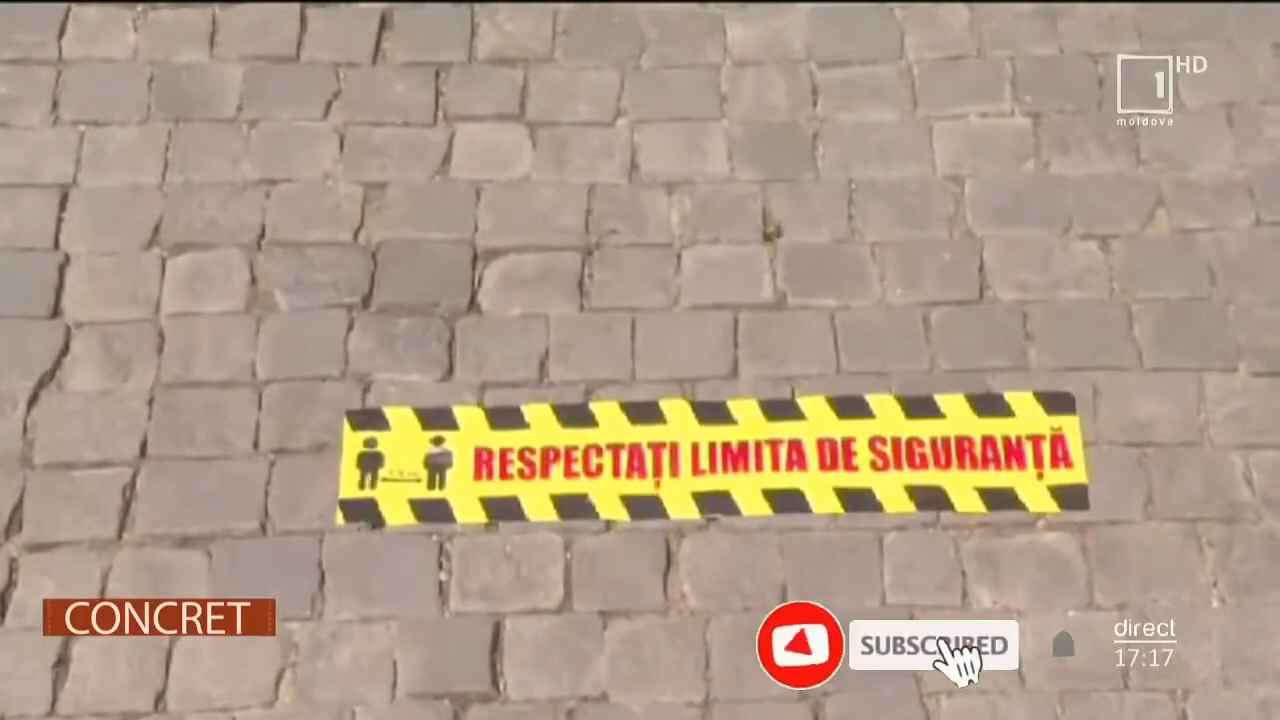 1 HD
moldova
RESPECTAȚI LIMITA DE SIGURANȚĂ
CONCRET
SUBSCRIBED
direct
17:17